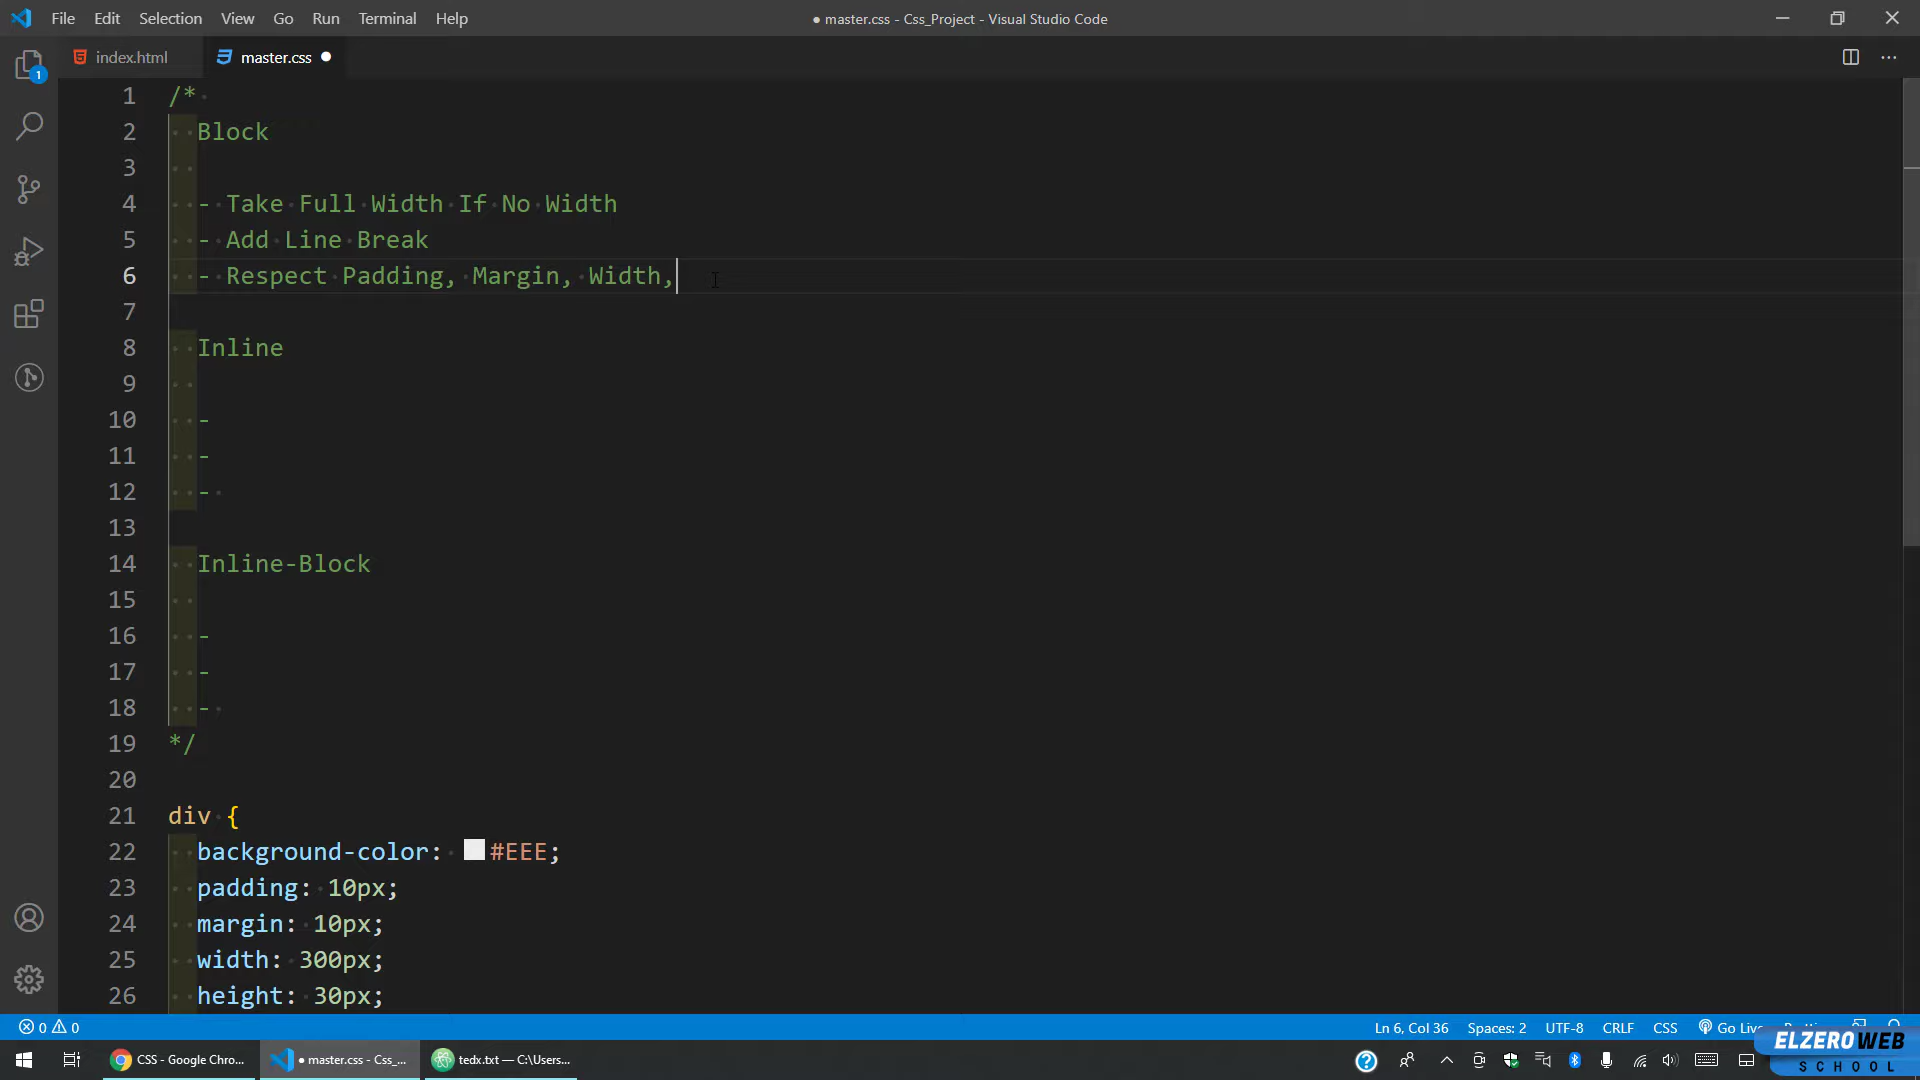 File Edit Selection View Go Run Terminal Help ● master.css - Css_Project - Visual Studio Code
index.html master.css ●
1 /*
2 Block
3
4 - Take Full Width If No Width
5 - Add Line Break
6 - Respect Padding, Margin, Width,
7
8 Inline
9
10 -
11 -
12 -
13
14 Inline-Block
15
16 -
17 -
18 -
19 */
20
21 div {
22 background-color: #EEE;
23 padding: 10px;
24 margin: 10px;
25 width: 300px;
26 height: 30px;
1
0 0 Ln 6, Col 36 Spaces: 2 UTF-8 CRLF CSS Go Live
CSS - Google Chro... ● master.css - Css_... tedx.txt — C:\Users...
ELZEROWEB
SCHOOL